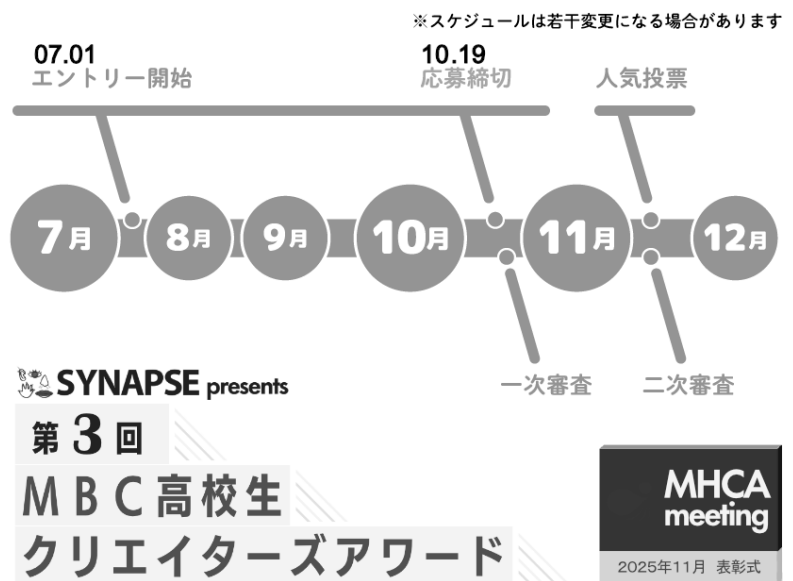 ※スケジュールは若干変更になる場合があります
07.01
エントリー開始
10.19
応募締切
人気投票
7月
8月
9月
10月
11月
12月
一次審査
二次審査
SYNAPSE presents
第3回
MBC高校生
クリエイターズアワード
MHCA
meeting
2025年11月 表彰式